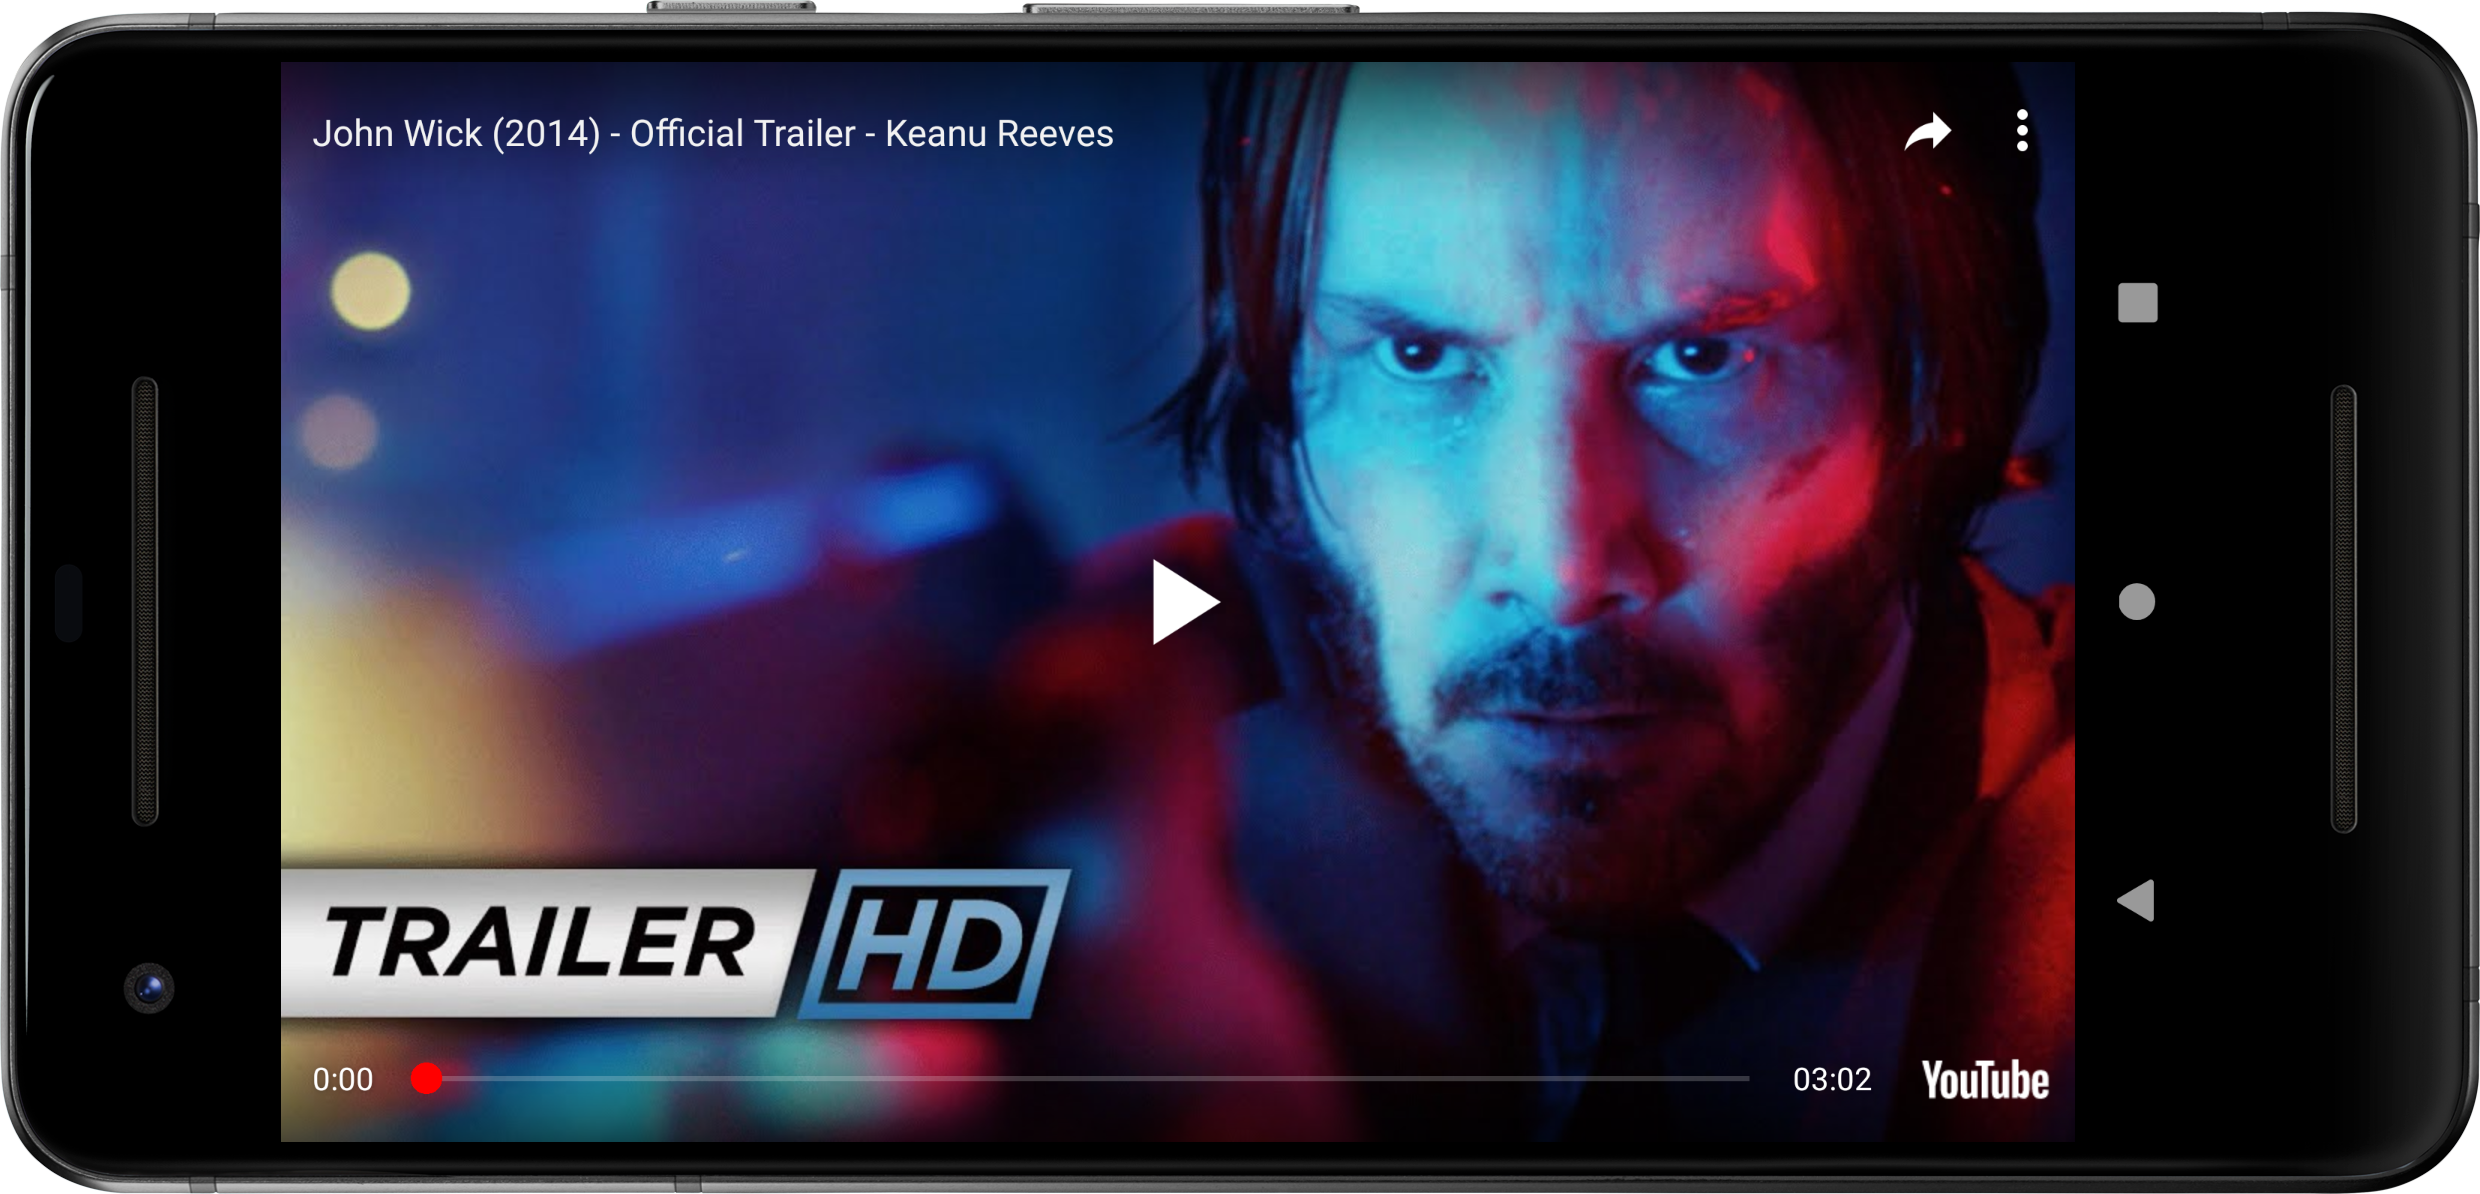 John Wick (2014) - Official Trailer - Keanu Reeves
TRAILER HD
0:00 03:02 YouTube